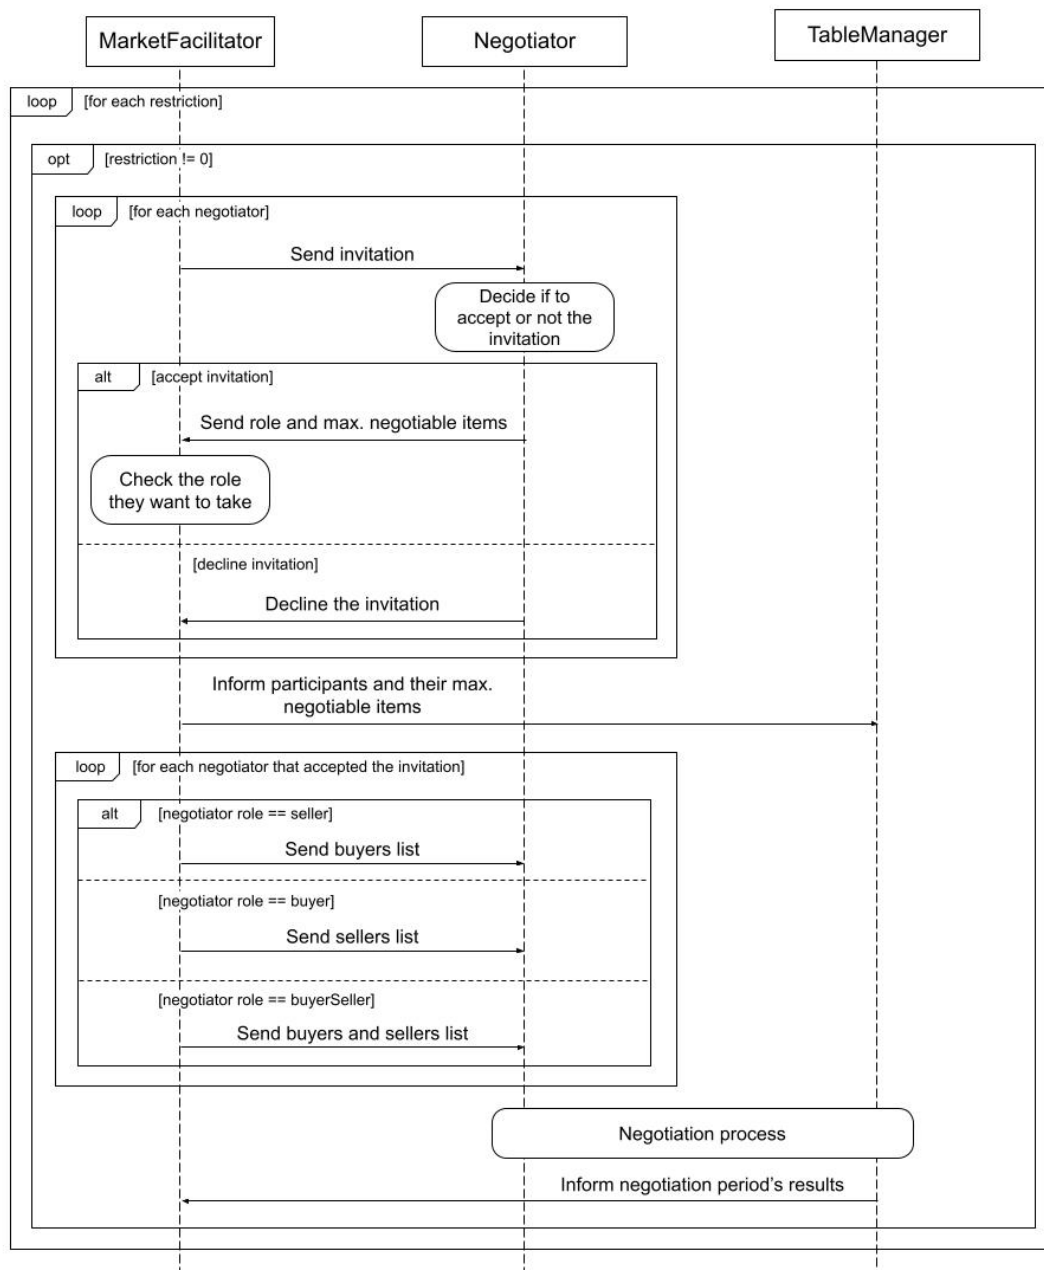 MarketFacilitator
Negotiator
TableManager
loop
[for each restriction]
opt
[restriction != 0]
loop
[for each negotiator]
Send invitation
Decide if to
accept or not the
invitation
alt
[accept invitation]
Send role and max. negotiable items
Check the role
they want to take
[decline invitation]
Decline the invitation
Inform participants and their max.
negotiable items
loop
[for each negotiator that accepted the invitation]
alt
[negotiator role == seller]
Send buyers list
[negotiator role == buyer]
Send sellers list
[negotiator role == buyerSeller]
Send buyers and sellers list
Negotiation process
Inform negotiation period’s results